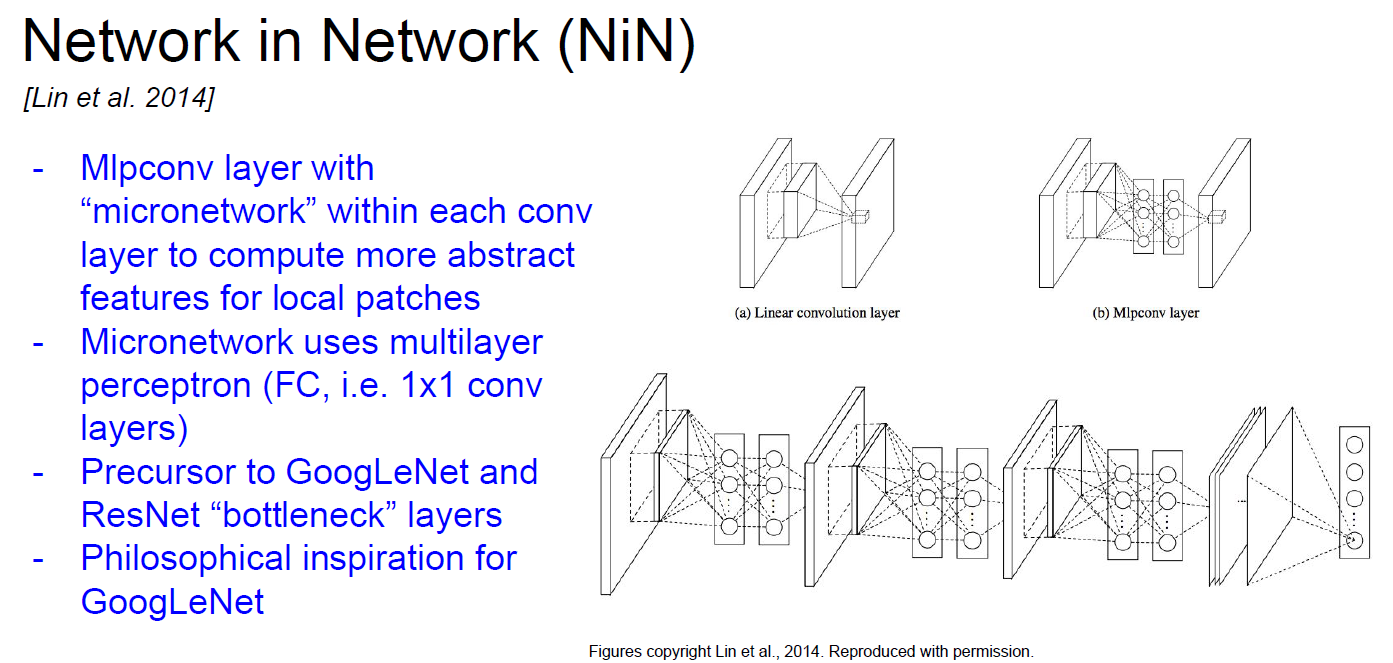 Network in Network (NiN)
[Lin et al. 2014]
- Mlpconv layer with
“micronetwork” within each conv
layer to compute more abstract
features for local patches
- Micronetwork uses multilayer
perceptron (FC, i.e. 1x1 conv
layers)
- Precursor to GoogLeNet and
ResNet “bottleneck” layers
- Philosophical inspiration for
GoogLeNet
(a) Linear convolution layer
(b) Mlpconv layer
Figures copyright Lin et al., 2014. Reproduced with permission.